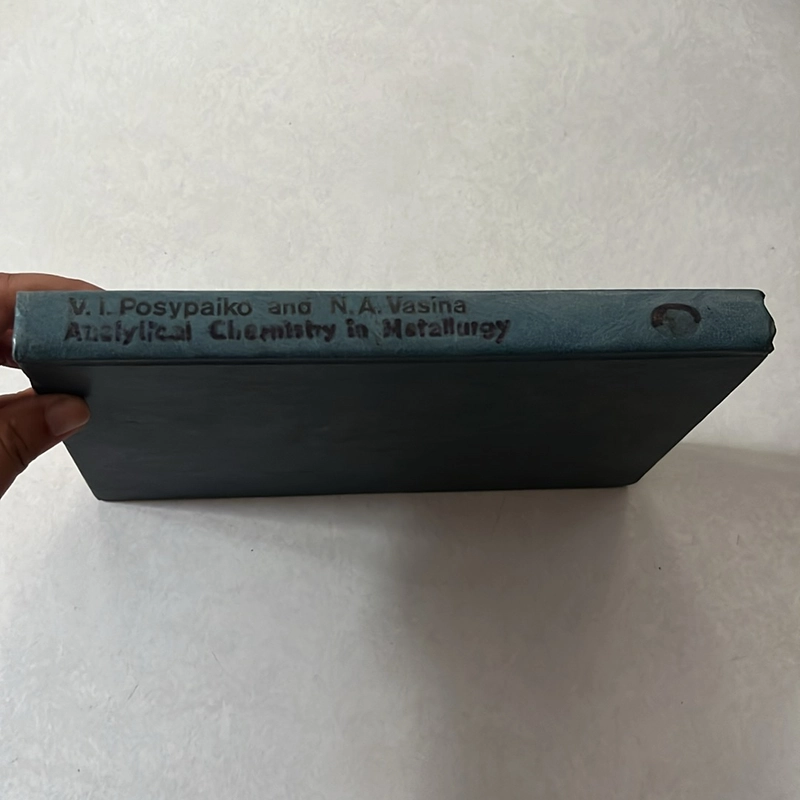 V. I. Posypaiko and N. A. Vasina
Analytical Chemistry in Metallurgy